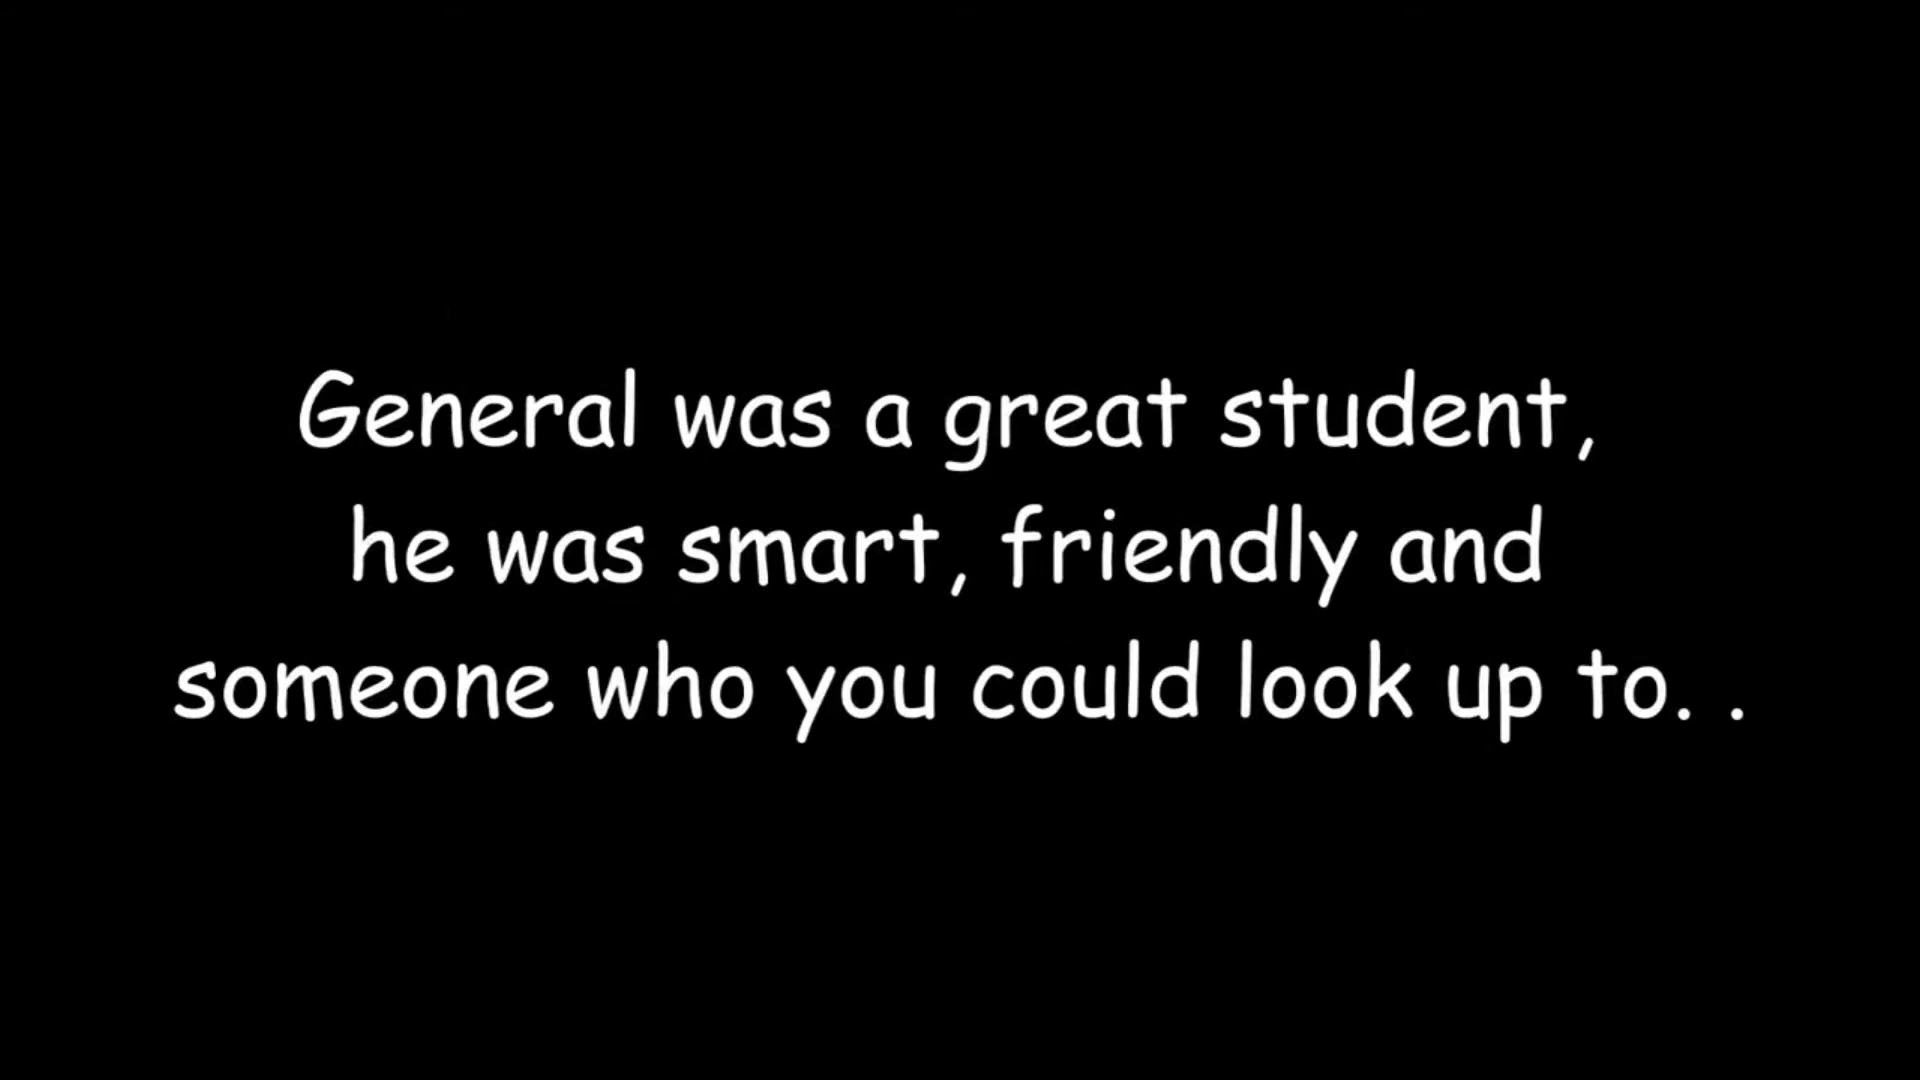 General was a great student,
he was smart, friendly and
someone who you could look up to. .